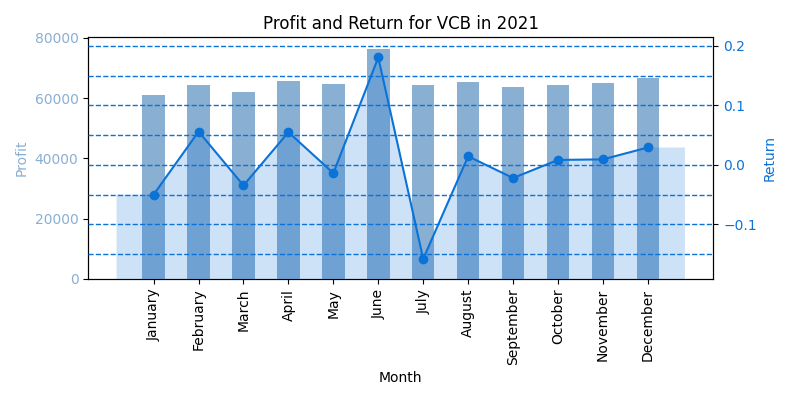 Profit and Return for VCB in 2021
80000
60000
40000
20000
0
Profit
0.2
0.1
0.0
−0.1
Return
January
February
March
April
May
June
July
August
September
October
November
December
Month